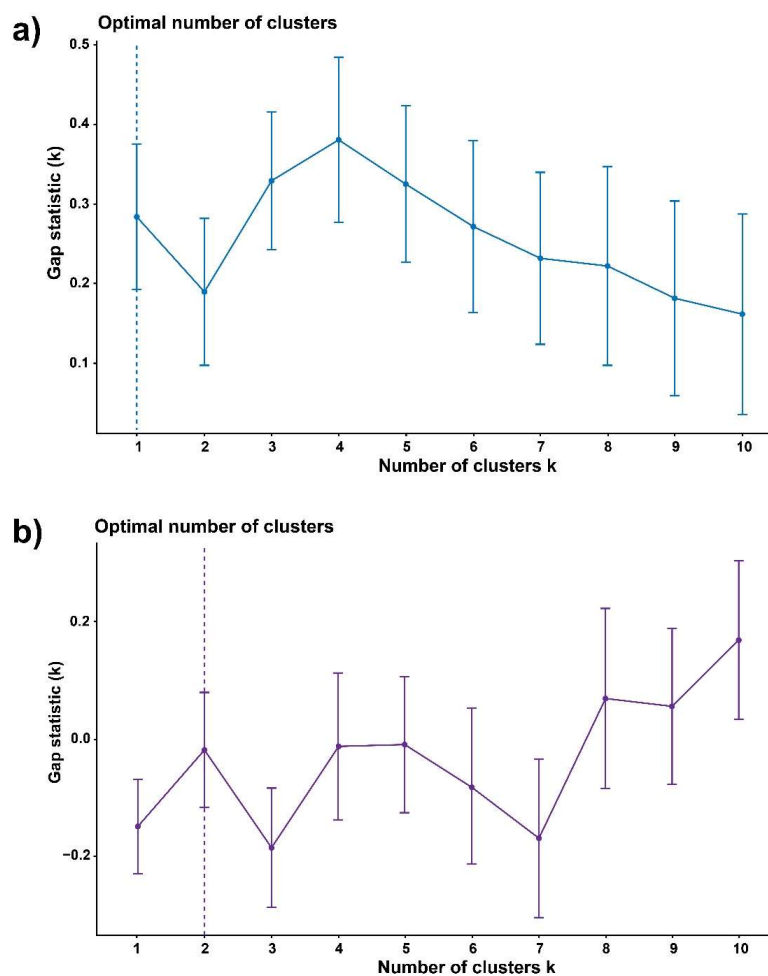 a)
Optimal number of clusters
0.5
0.4
0.3
0.2
0.1
Gap statistic (k)
1 2 3 4 5 6 7 8 9 10
Number of clusters k
b)
Optimal number of clusters
0.2
0.0
−0.2
Gap statistic (k)
1 2 3 4 5 6 7 8 9 10
Number of clusters k